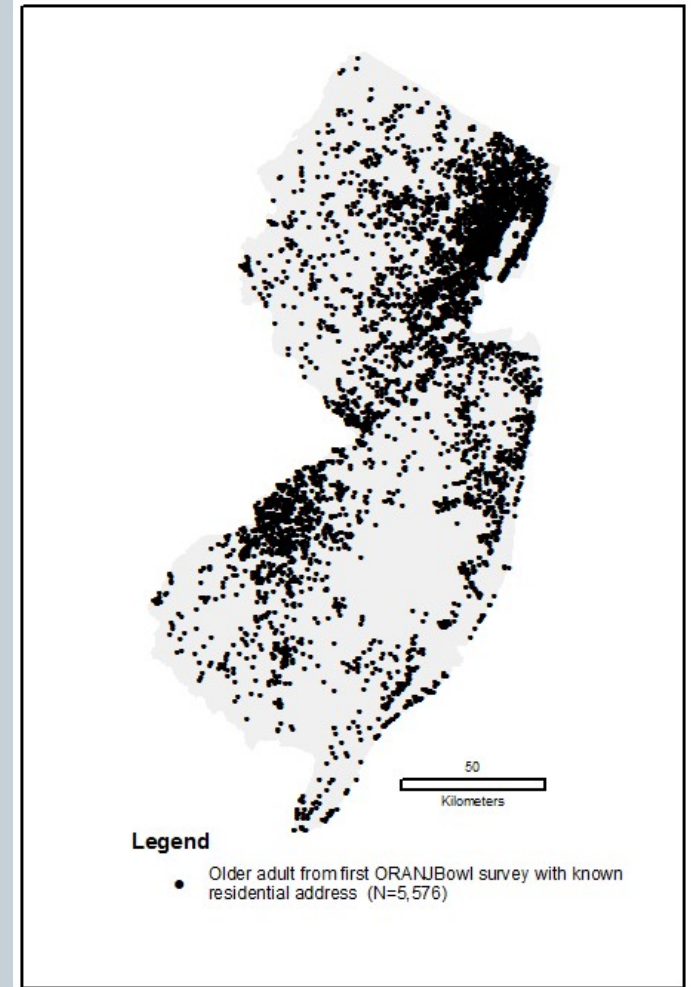 50
Kilometers
Legend
Older adult from first ORANJBowl survey with known
residential address (N=5,576)